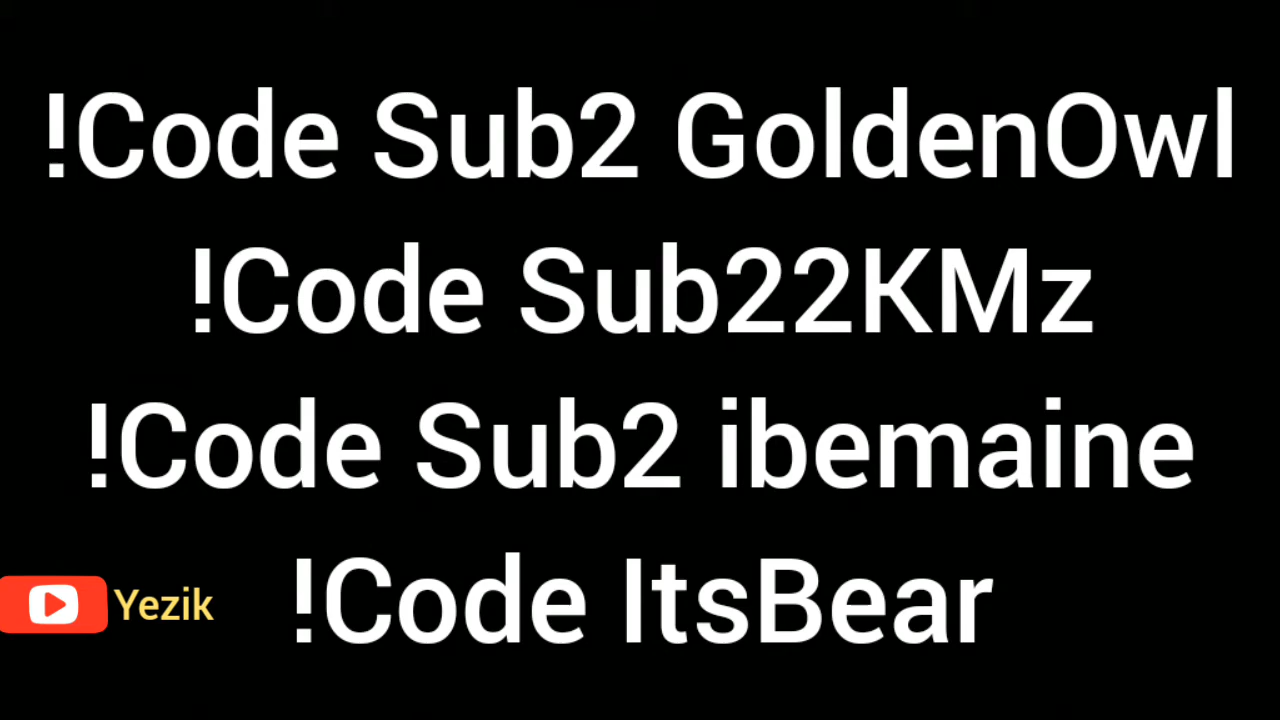 !Code Sub2 GoldenOwl
!Code Sub22KMz
!Code Sub2 ibemaine
!Code ItsBear
Yezik